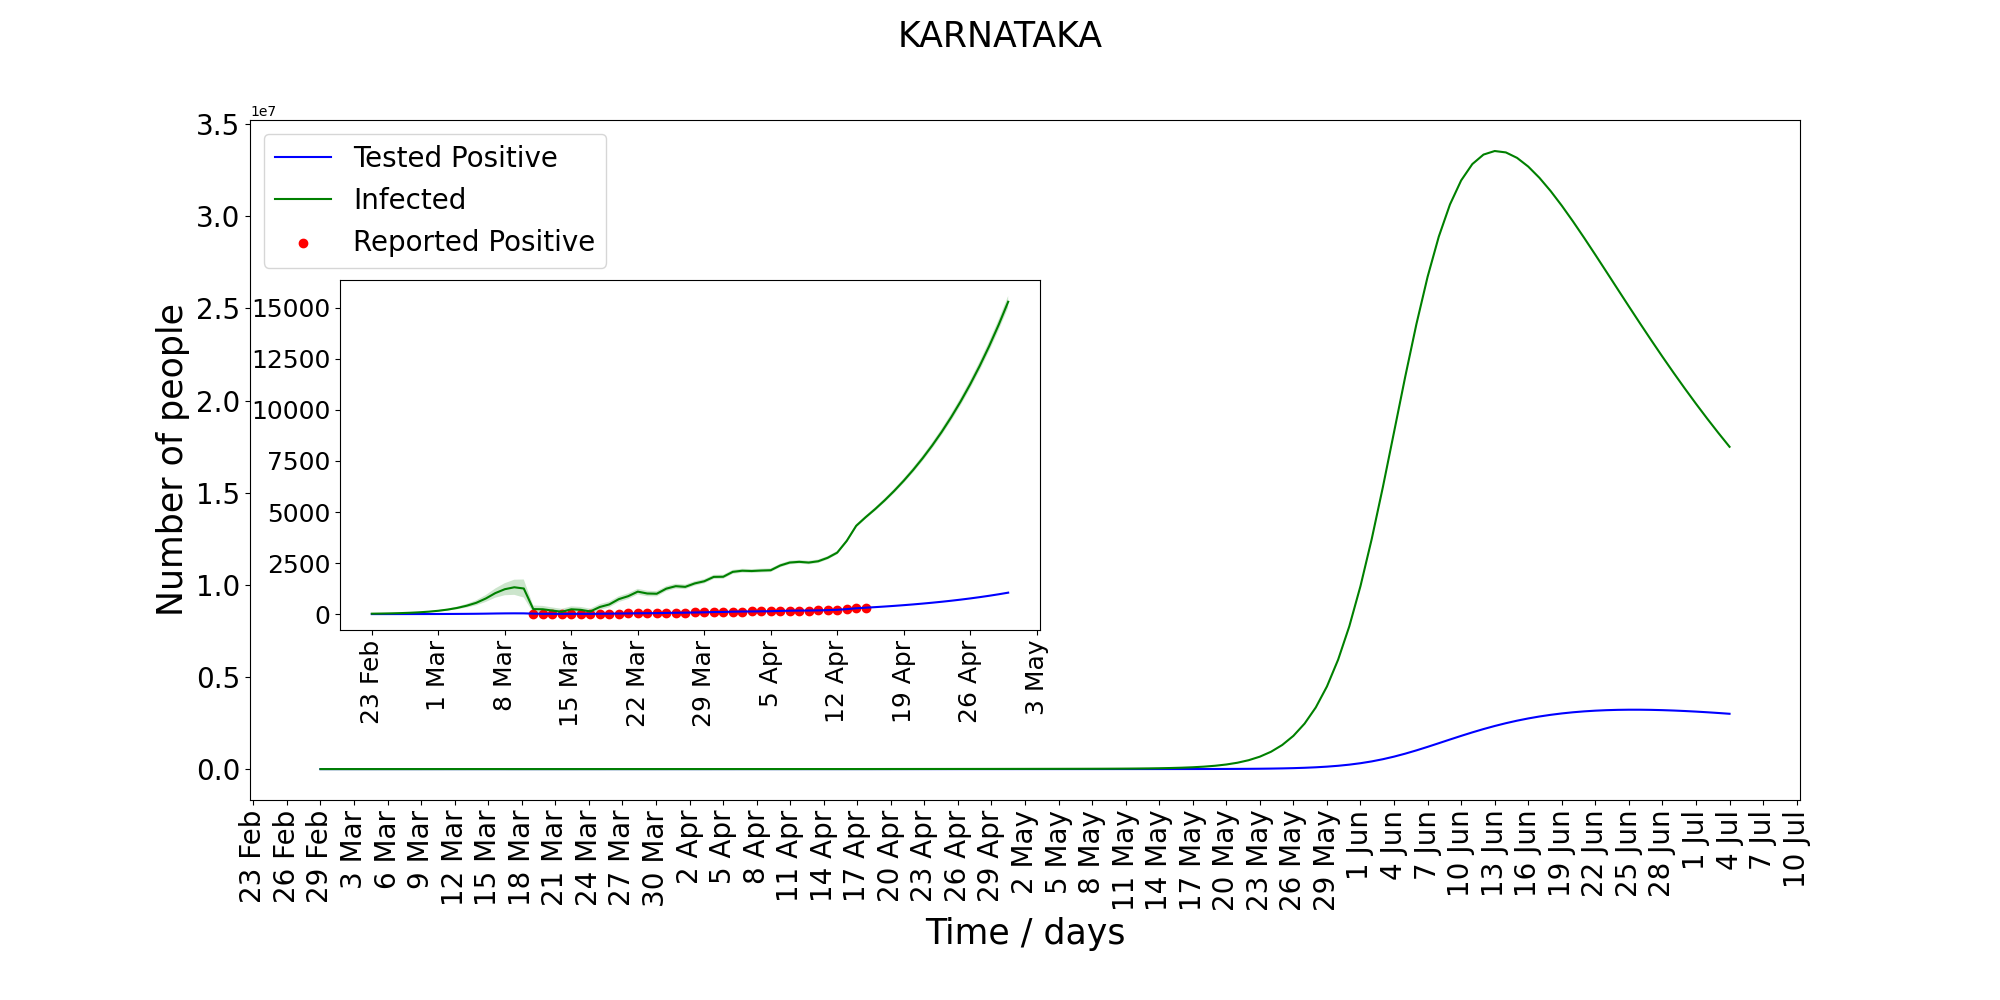 KARNATAKA
1e7
3.5
3.0
2.5
2.0
1.5
1.0
0.5
0.0
Number of people
Tested Positive
Infected
Reported Positive
15000
12500
10000
7500
5000
2500
0
23 Feb
1 Mar
8 Mar
15 Mar
22 Mar
29 Mar
5 Apr
12 Apr
19 Apr
26 Apr
3 May
23 Feb
26 Feb
29 Feb
3 Mar
6 Mar
9 Mar
12 Mar
15 Mar
18 Mar
21 Mar
24 Mar
27 Mar
30 Mar
2 Apr
5 Apr
8 Apr
11 Apr
14 Apr
17 Apr
20 Apr
23 Apr
26 Apr
29 Apr
2 May
5 May
8 May
11 May
14 May
17 May
20 May
23 May
26 May
29 May
1 Jun
4 Jun
7 Jun
10 Jun
13 Jun
16 Jun
19 Jun
22 Jun
25 Jun
28 Jun
1 Jul
4 Jul
7 Jul
10 Jul
Time / days